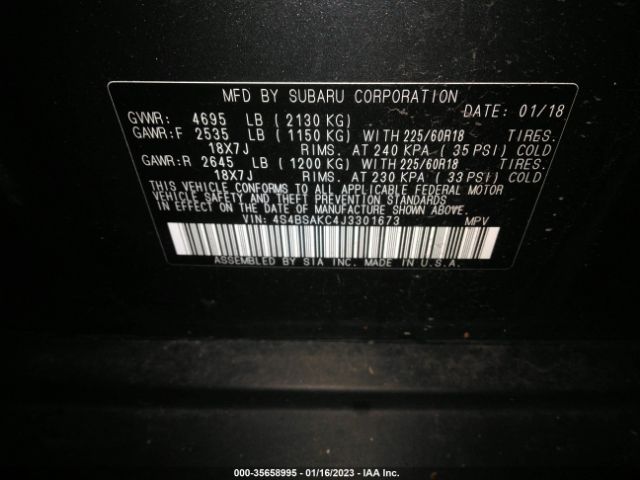 MFD BY SUBARU CORPORATION
DATE: 01/18
GVWR: 4695 LB ( 2130 KG)
GAWR:F 2535 LB ( 1150 KG) WITH 225/60R18 TIRES.
18X7J RIMS. AT 240 KPA ( 35 PSI) COLD
GAWR:R 2645 LB ( 1200 KG) WITH 225/60R18 TIRES.
18X7J RIMS. AT 230 KPA ( 33 PSI) COLD
THIS VEHICLE CONFORMS TO ALL APPLICABLE FEDERAL MOTOR
VEHICLE SAFETY AND THEFT PREVENTION STANDARDS
IN EFFECT ON THE DATE OF MANUFACTURE SHOWN ABOVE.
VIN: 4S4BSAKC4J3301673 MPV
ASSEMBLED BY SIA INC. MADE IN U.S.A.
000-35658995 - 01/16/2023 - IAA Inc.